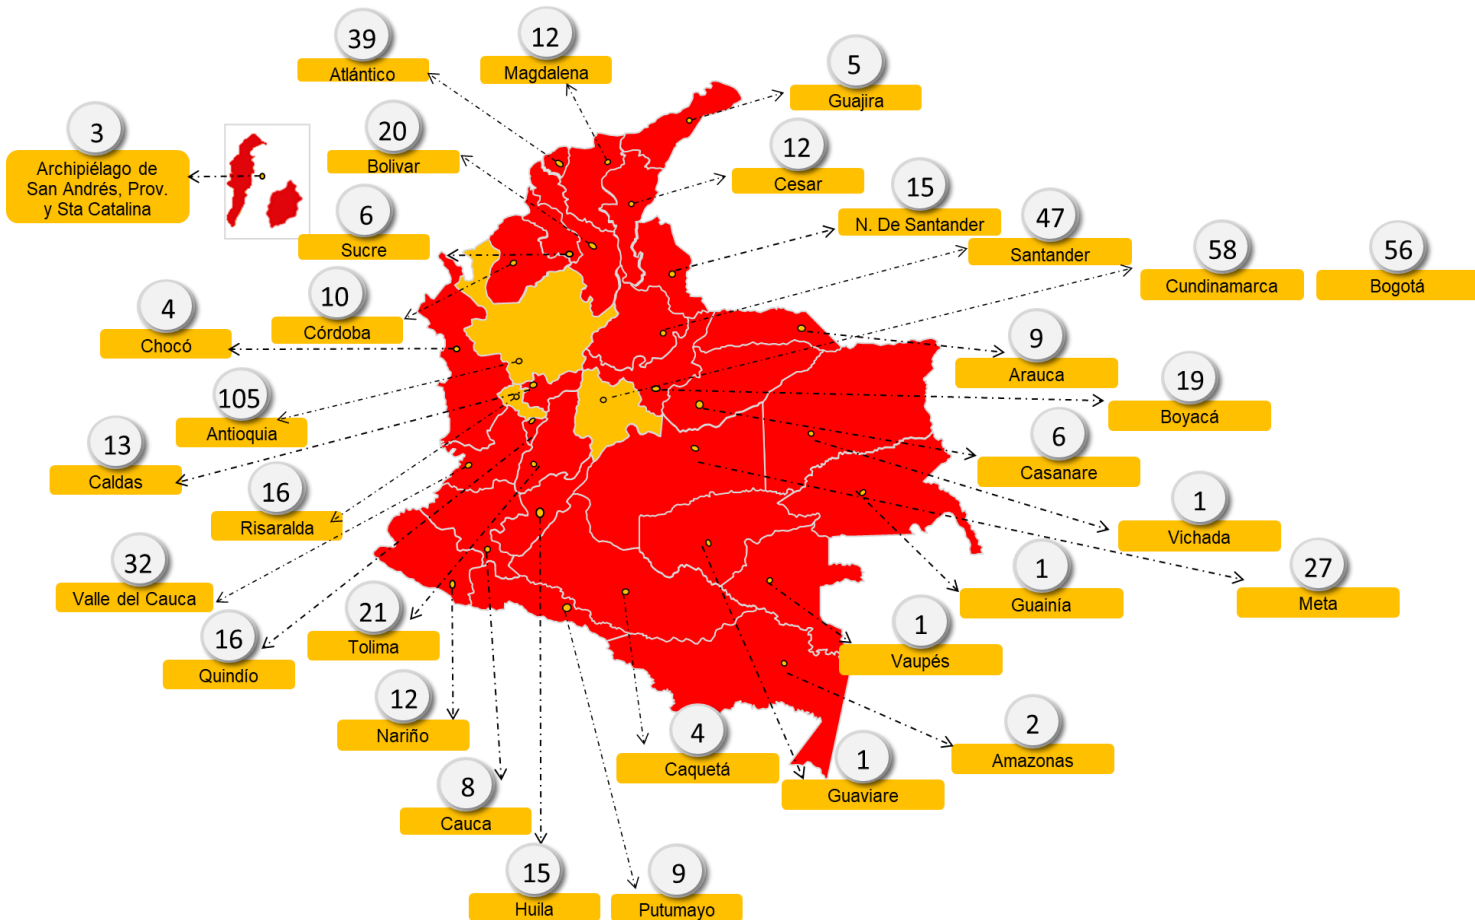 39
Atlántico
12
Magdalena
5
Guajira
3
Archipiélago de
San Andrés, Prov.
y Sta Catalina
20
Bolivar
12
Cesar
15
N. De Santander
6
Sucre
47
Santander
58
Cundinamarca
56
Bogotá
10
Córdoba
4
Chocó
9
Arauca
105
Antioquia
19
Boyacá
13
Caldas
6
Casanare
16
Risaralda
1
Vichada
32
Valle del Cauca
1
Guainía
27
Meta
21
Tolima
16
Quindío
1
Vaupés
12
Nariño
4
Caquetá
2
Amazonas
1
Guaviare
8
Cauca
15
Huila
9
Putumayo